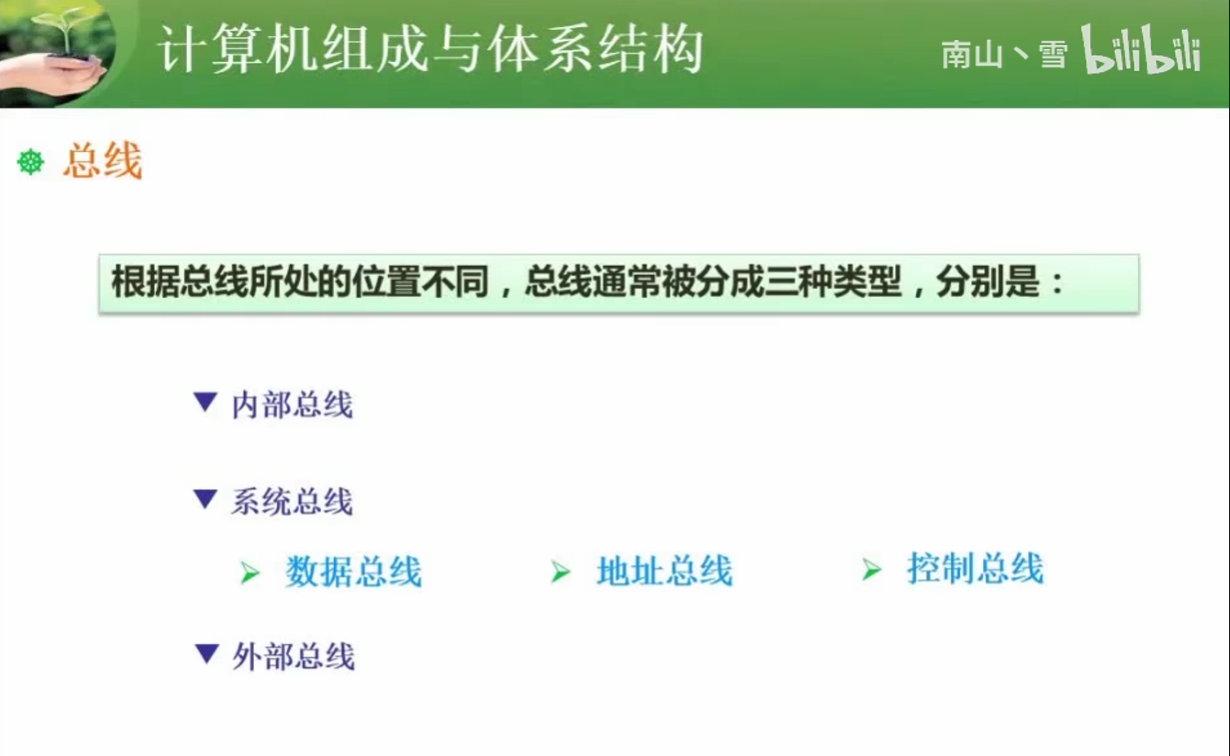 计算机组成与体系结构
南山丶雪 bilibili
总线
根据总线所处的位置不同，总线通常被分成三种类型，分别是：
内部总线
系统总线
数据总线 地址总线 控制总线
外部总线